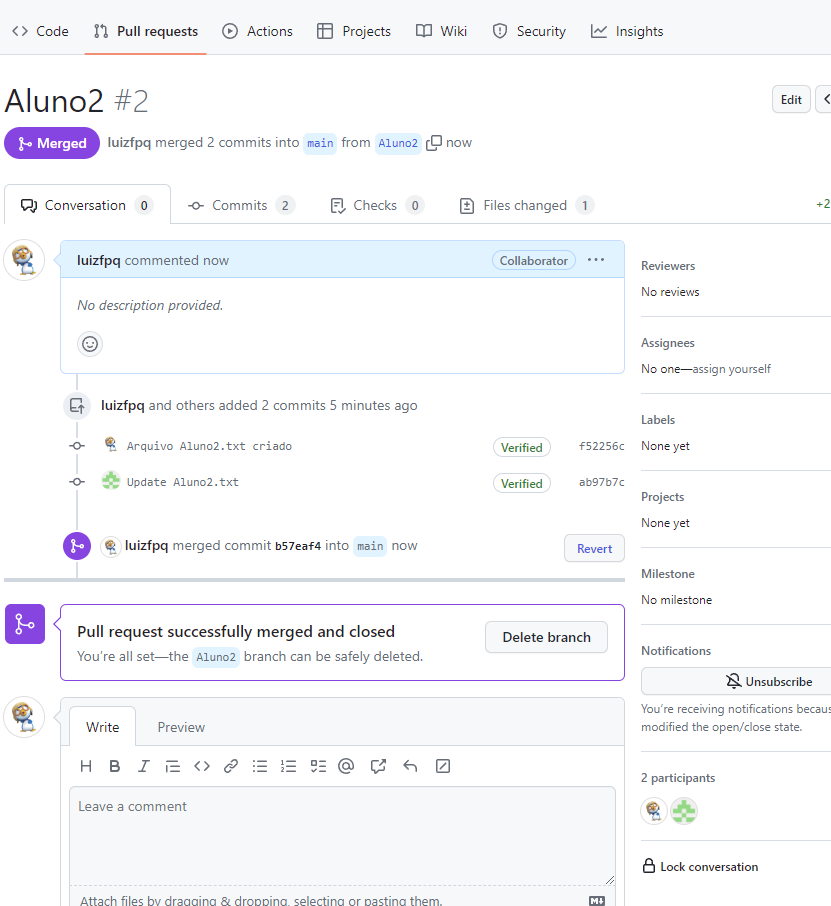 Code Pull requests Actions Projects Wiki Security Insights
Aluno2 #2
Edit
Merged luizfpq merged 2 commits into main from Aluno2 now
Conversation 0 Commits 2 Checks 0 Files changed 1 +2
luizfpq commented now Collaborator
No description provided.
luizfpq and others added 2 commits 5 minutes ago
Arquivo Aluno2.txt criado Verified f52256c
Update Aluno2.txt Verified ab97b7c
luizfpq merged commit b57eaf4 into main now Revert
Pull request successfully merged and closed
You’re all set—the Aluno2 branch can be safely deleted.
Delete branch
Write Preview
Leave a comment
Attach files by dragging & dropping, selecting or pasting them.
Reviewers
No reviews
Assignees
No one—assign yourself
Labels
None yet
Projects
None yet
Milestone
No milestone
Notifications
Unsubscribe
You’re receiving notifications becau
modified the open/close state.
2 participants
Lock conversation